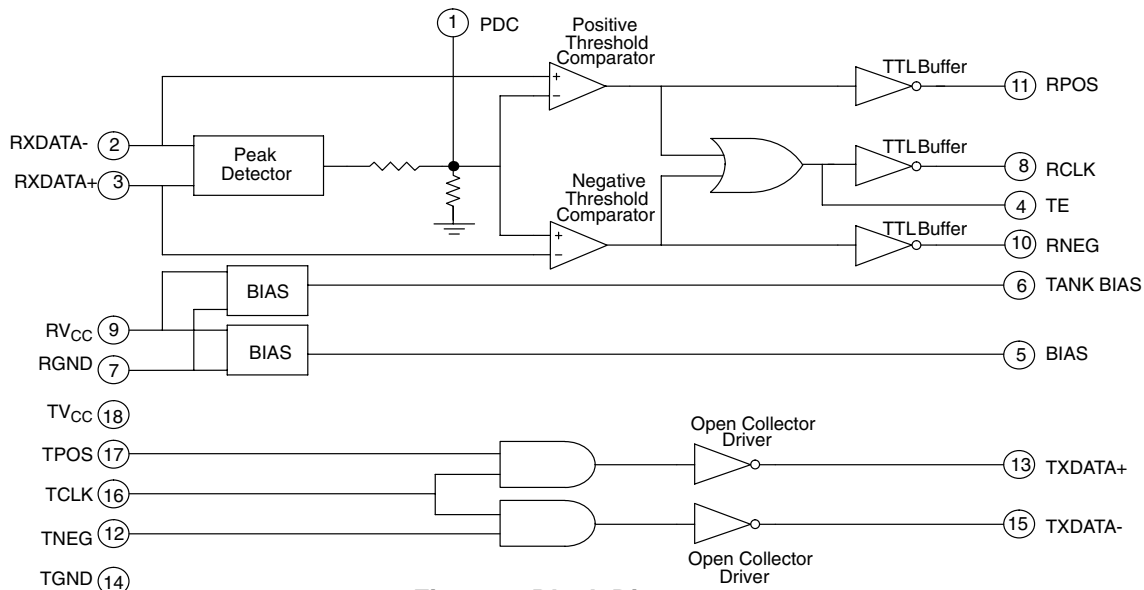 1 PDC
Positive
Threshold
Comparator
+
−
TTL Buffer
11 RPOS
RXDATA- 2
RXDATA+ 3
Peak
Detector
TTL Buffer
8 RCLK
4 TE
Negative
Threshold
Comparator
+
−
TTL Buffer
10 RNEG
BIAS
6 TANK BIAS
RVCC 9
RGND 7
BIAS
5 BIAS
TVCC 18
TPOS 17
TCLK 16
TNEG 12
TGND 14
Open Collector
Driver
13 TXDATA+
15 TXDATA-
Open Collector
Driver